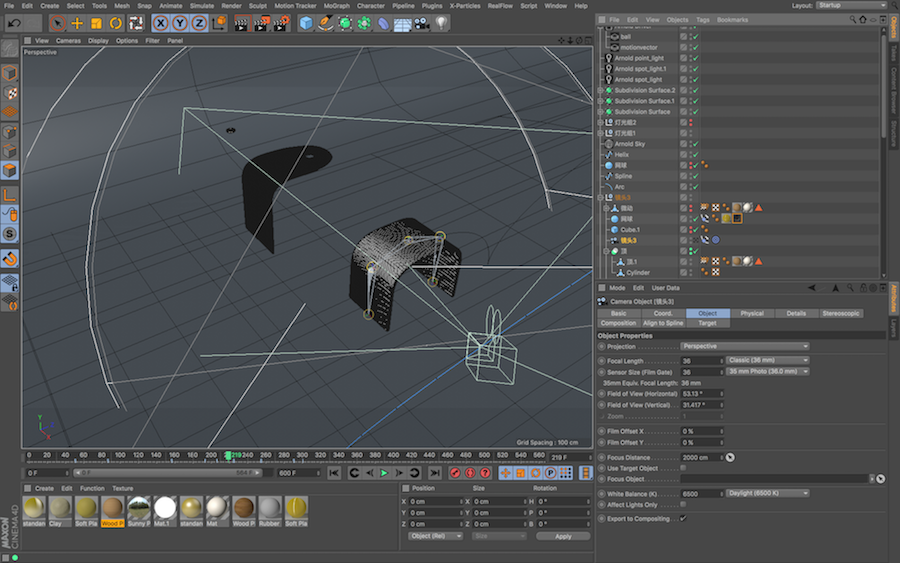 File Edit Create Select Tools Mesh Snap Animate Simulate Render Sculpt Motion Tracker MoGraph Character Pipeline Plugins X-Particles RealFlow Script Window Help Layout: Startup
File Edit View Objects Tags Bookmarks
View Cameras Display Options Filter Panel
Perspective
ball
motionvector
Arnold point_light
Arnold spot_light.1
Arnold spot_light
Subdivision Surface.2
Subdivision Surface.1
Subdivision Surface
灯光组2
灯光组1
Arnold Sky
Helix
网球
Spline
Arc
镜头3
网球
Cube.1
镜头3
顶
顶.1
Cylinder
Objects
Takes
Content Browser
Structure
Attributes
Layers
Mode Edit User Data
Camera Object [镜头3]
Basic Coord. Object Physical Details Stereoscopic
Composition Align to Spline Target
Object Properties
Projection Perspective
Focal Length 36 Classic (36 mm)
Sensor Size (Film Gate) 36 35 mm Photo (36.0 mm)
35mm Equiv. Focal Length: 36 mm
Field of View (Horizontal) 53.13 °
Field of View (Vertical) 31.417 °
Zoom 1
Film Offset X 0 %
Film Offset Y 0 %
Focus Distance 2000 cm
Use Target Object
Focus Object
White Balance (K) 6500 Daylight (6500 K)
Affect Lights Only
Export to Compositing
Y
X
Grid Spacing : 100 cm
0 20 40 60 80 100 120 140 160 180 200 219 240 260 280 300 320 340 360 380 400 420 440 460 480 500 520 540 560 219 F
0 F 0 F 564 F 600 F
Create Edit Function Texture
standan Clay Soft Pla Wood P Sunny P Mat.1 standan Mat Wood P Rubber Soft Pla
Position Size Rotation
X 0 cm X 0 cm H 0 °
Y 0 cm Y 0 cm P 0 °
Z 0 cm Z 0 cm B 0 °
Object (Rel) Size Apply
MAXON
CINEMA 4D